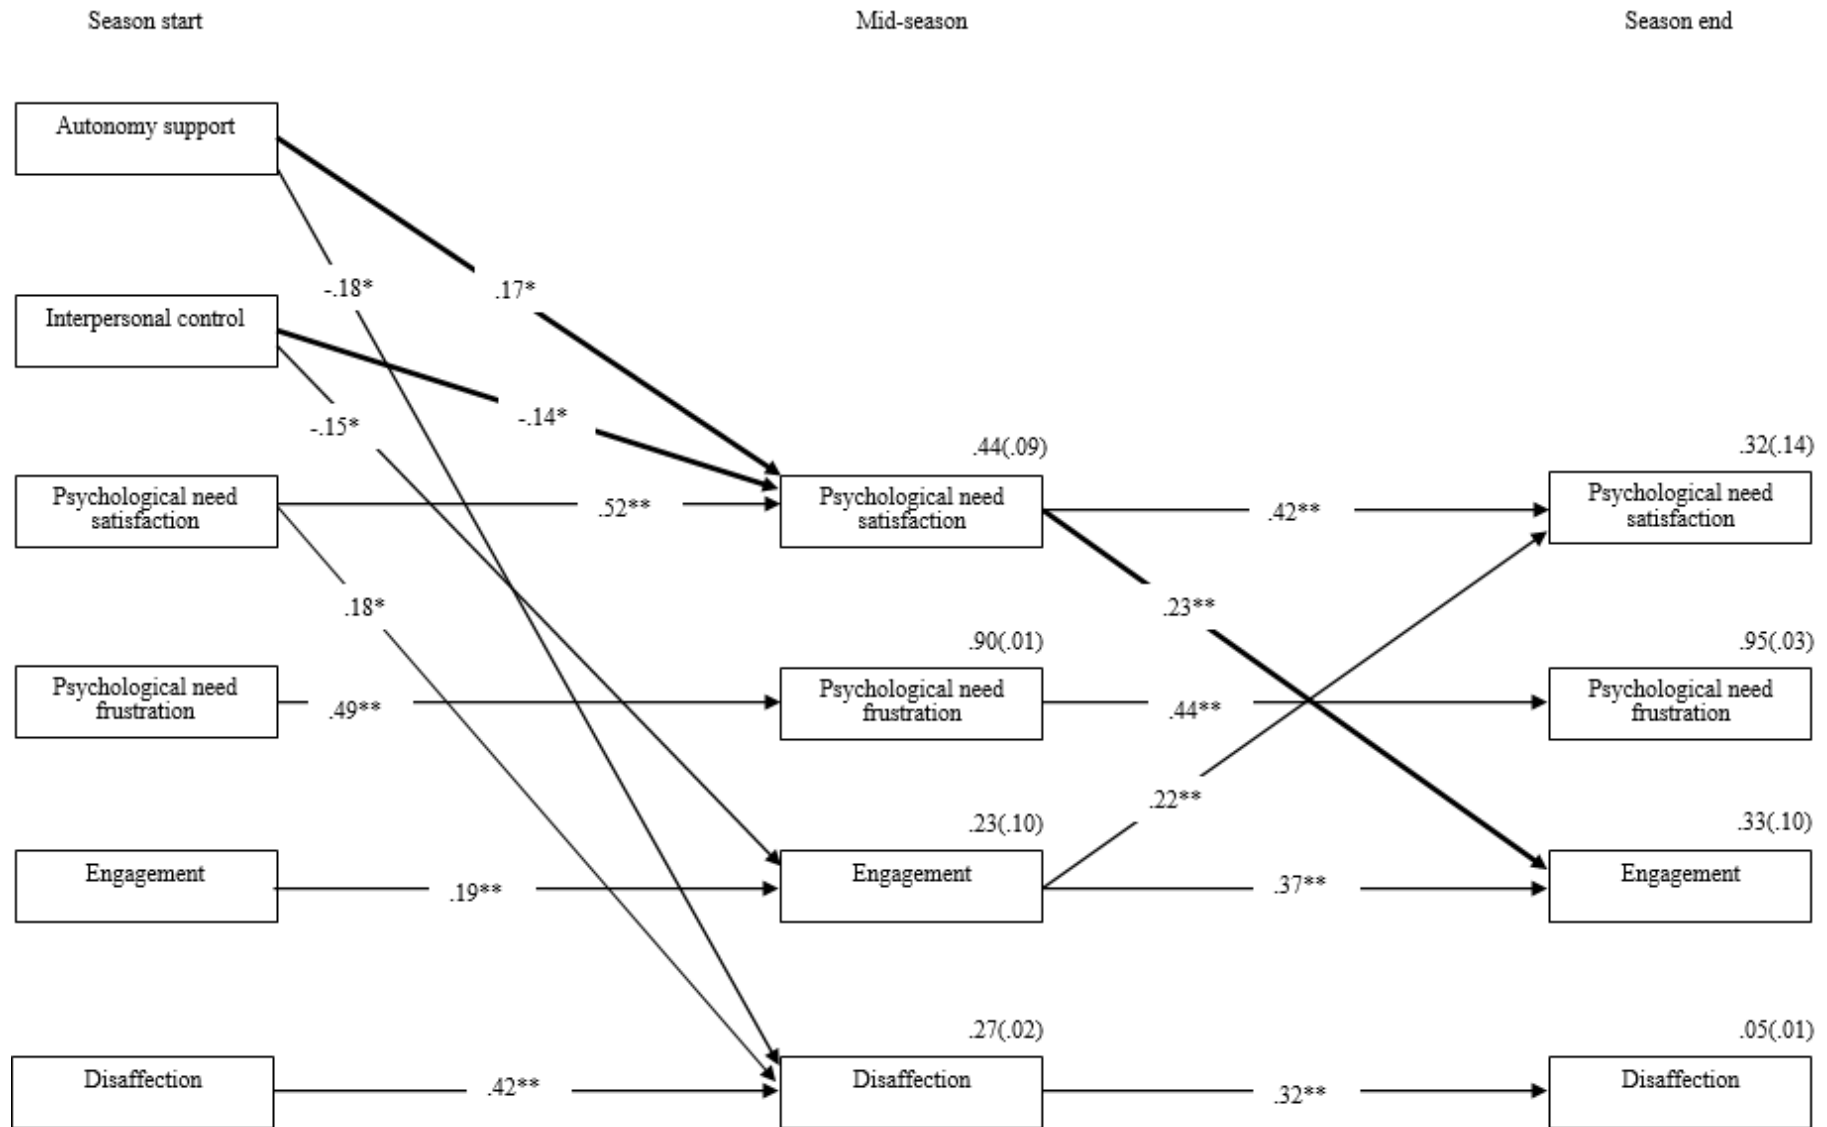 Season start
Mid-season
Season end
Autonomy support
-.18*
.17*
Interpersonal control
-.15*
-.14*
.44(.09)
.32(.14)
Psychological need
satisfaction
.52**
Psychological need
satisfaction
.42**
Psychological need
satisfaction
.18*
.23**
.90(.01)
.95(.03)
Psychological need
frustration
.49**
Psychological need
frustration
.44**
Psychological need
frustration
.22**
.23(.10)
.33(.10)
Engagement
.19**
Engagement
.37**
Engagement
.27(.02)
.05(.01)
Disaffection
.42**
Disaffection
.32**
Disaffection